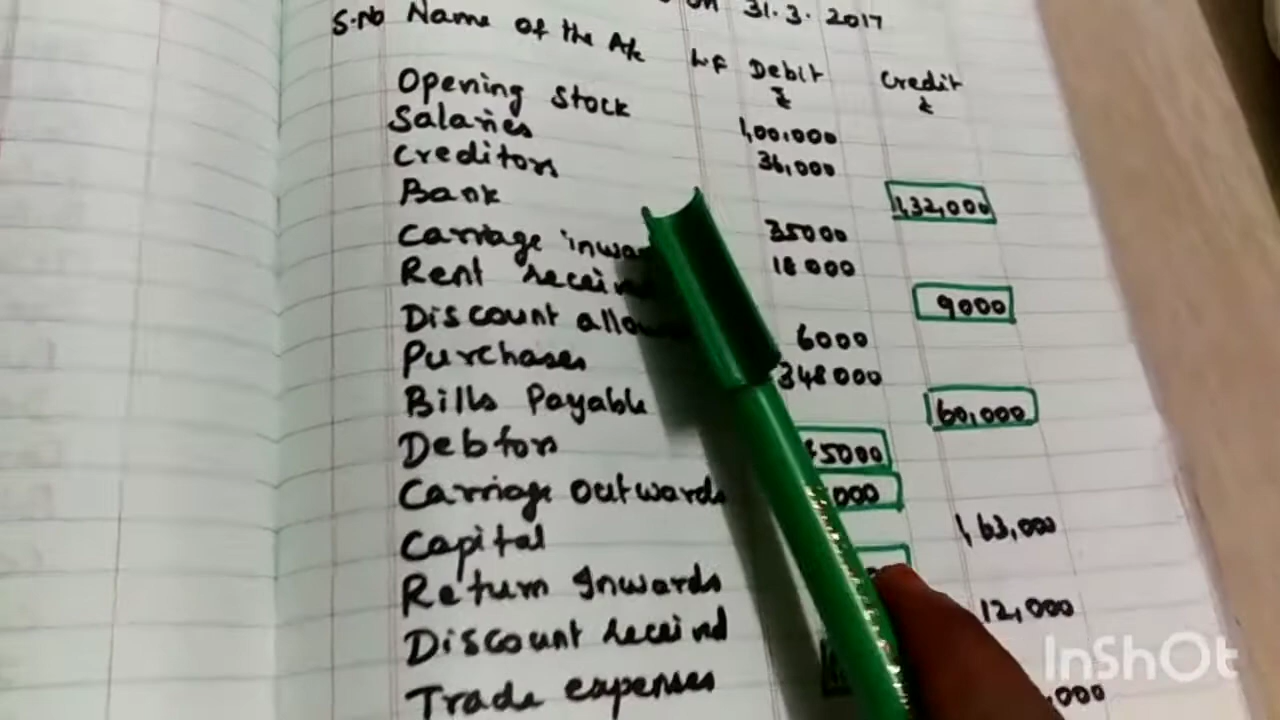 on 31.3.2017
S.No Name of the A/c LF Debit ₹ Credit ₹
Opening Stock 1,00,000
Salaries 36,000
Creditors 1,32,000
Bank 35000
Carriage 18000
Rent 9000
Discount 6000
Purchases 348000
Bills Payable 60,000
Debtors
Carriage Outwards
Capital 1,63,000
Return Inwards
Discount received 12,000
Trade expenses
InShOt